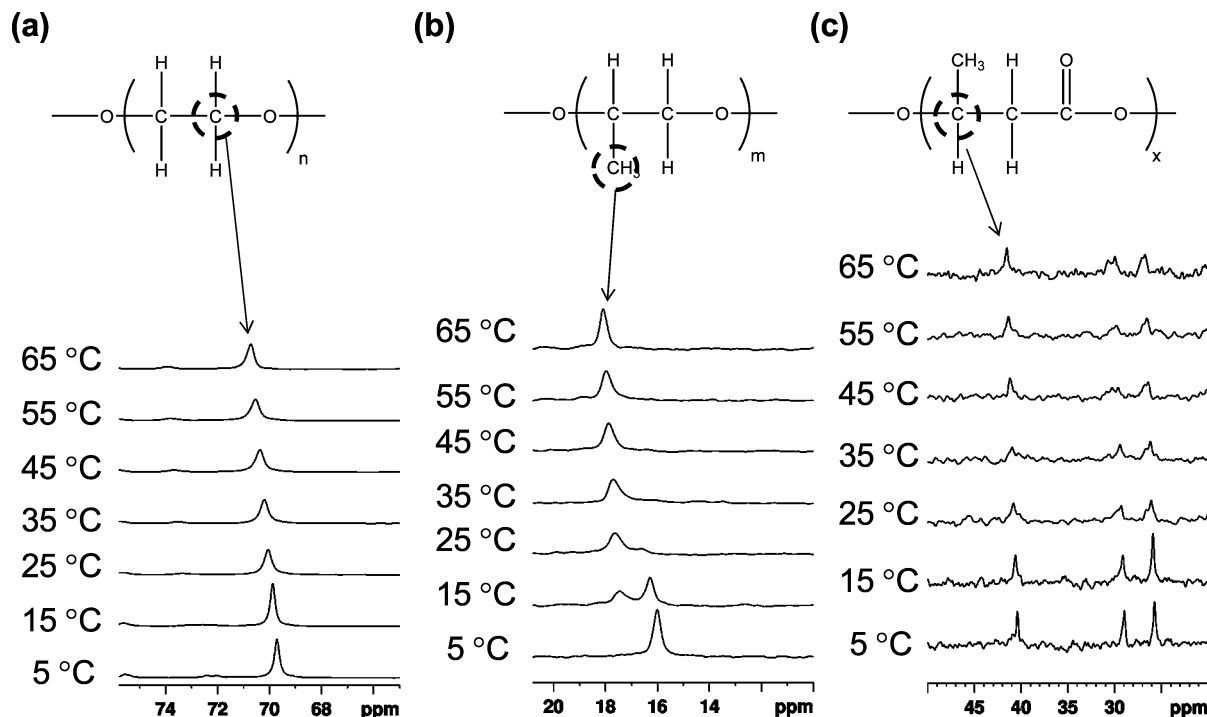 (a)
H H
O C C O
H H
n
65 °C
55 °C
45 °C
35 °C
25 °C
15 °C
5 °C
74 72 70 68 ppm
(b)
H H
O C C O
CH3 H
m
65 °C
55 °C
45 °C
35 °C
25 °C
15 °C
5 °C
20 18 16 14 ppm
(c)
CH3 H O
O C C C O
H H
x
65 °C
55 °C
45 °C
35 °C
25 °C
15 °C
5 °C
45 40 35 30 ppm